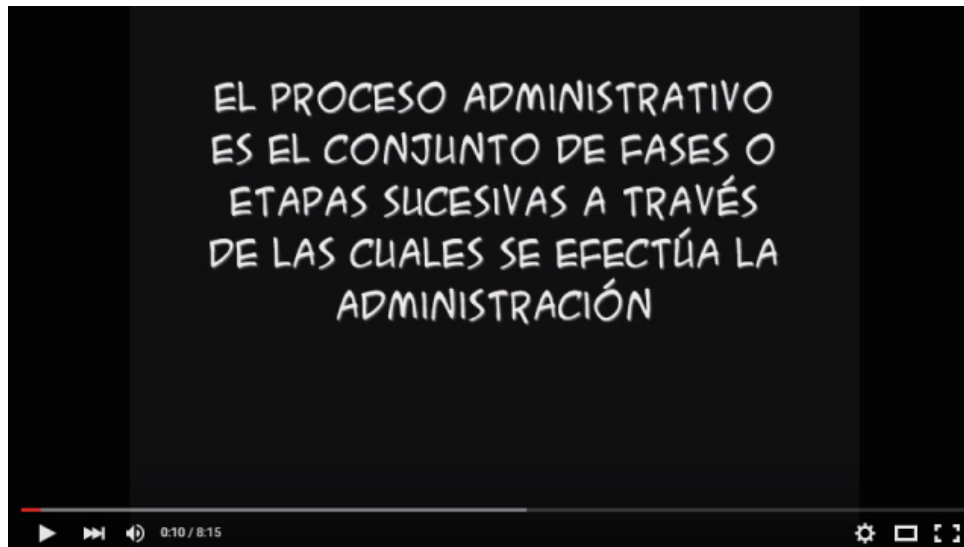 EL PROCESO ADMINISTRATIVO
ES EL CONJUNTO DE FASES O
ETAPAS SUCESIVAS A TRAVÉS
DE LAS CUALES SE EFECTÚA LA
ADMINISTRACIÓN
0:10 / 8:15